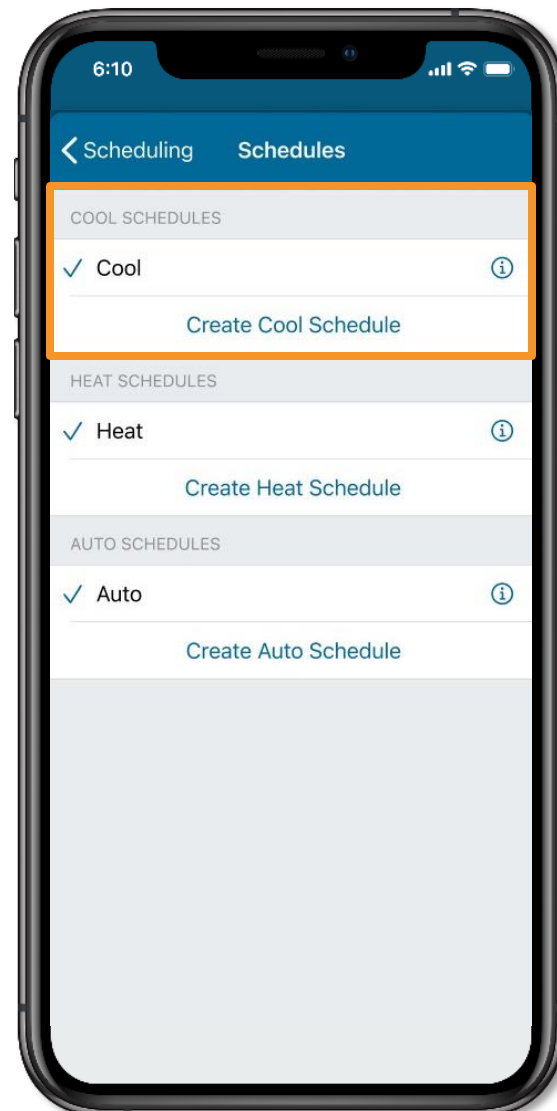 6:10
Scheduling Schedules
COOL SCHEDULES
Cool
Create Cool Schedule
HEAT SCHEDULES
Heat
Create Heat Schedule
AUTO SCHEDULES
Auto
Create Auto Schedule